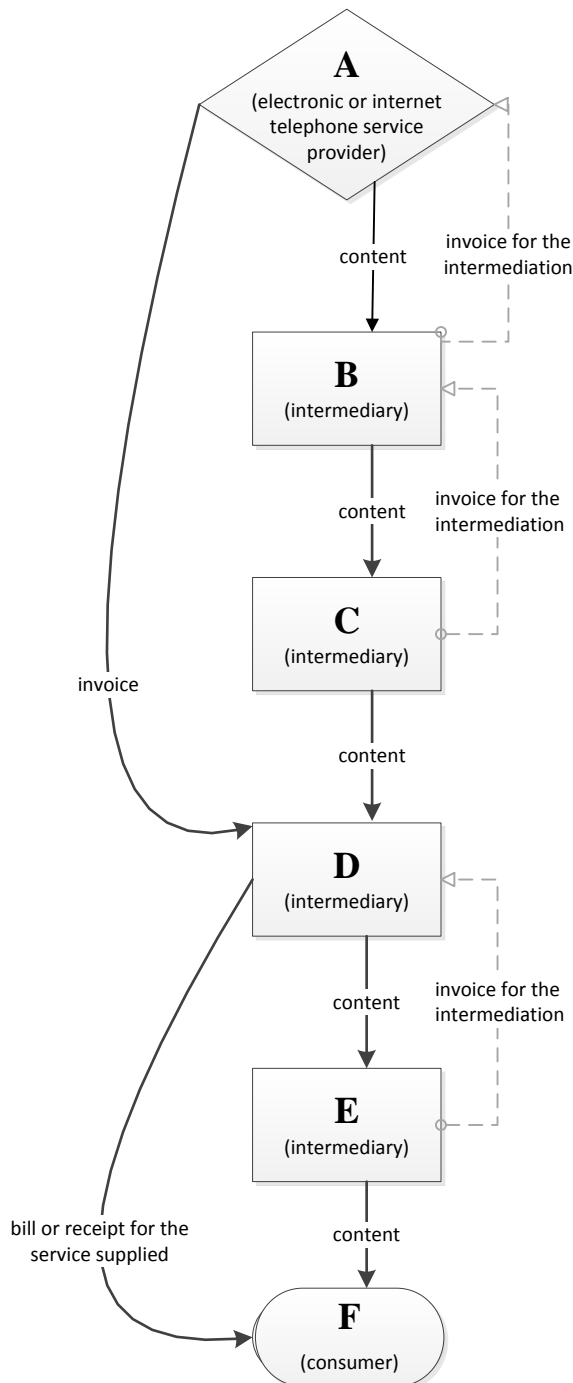 A
(electronic or internet
telephone service
provider)
content
invoice for the
intermediation
B
(intermediary)
content
invoice for the
intermediation
C
(intermediary)
invoice
content
D
(intermediary)
content
invoice for the
intermediation
E
(intermediary)
bill or receipt for the
service supplied
content
F
(consumer)